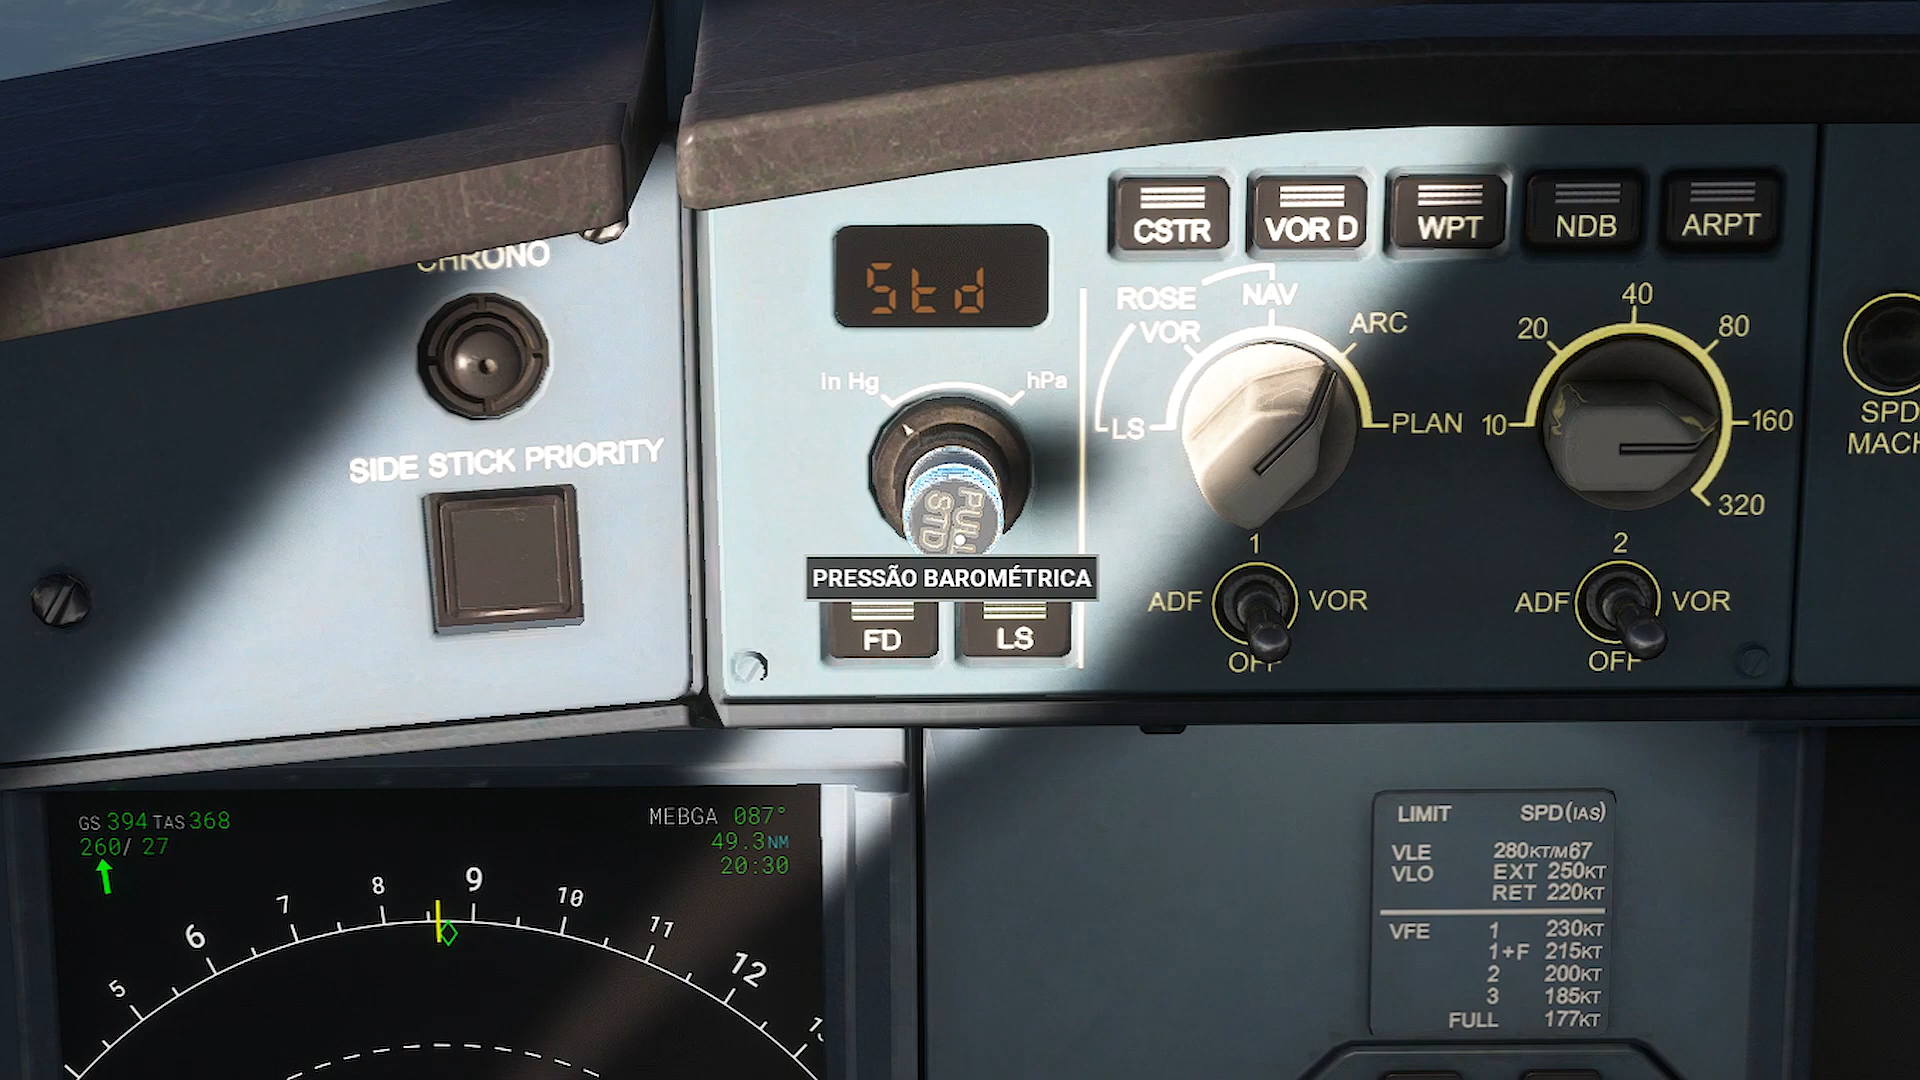 CHRONO
SIDE STICK PRIORITY
Std
In Hg
hPa
PULL
STD
PRESSÃO BAROMÉTRICA
FD
LS
CSTR
VOR D
WPT
NDB
ARPT
ROSE
LS
VOR
NAV
ARC
PLAN
10
20
40
80
160
320
1
ADF
VOR
OFF
2
ADF
VOR
OFF
SPD
MACH
GS 394 TAS 368
260/ 27
MEBGA 087°
49.3NM
20:30
5
6
7
8
9
10
11
12
LIMIT SPD(IAS)
VLE 280KT/M67
VLO EXT 250KT
RET 220KT
VFE 1 230KT
1+F 215KT
2 200KT
3 185KT
FULL 177KT